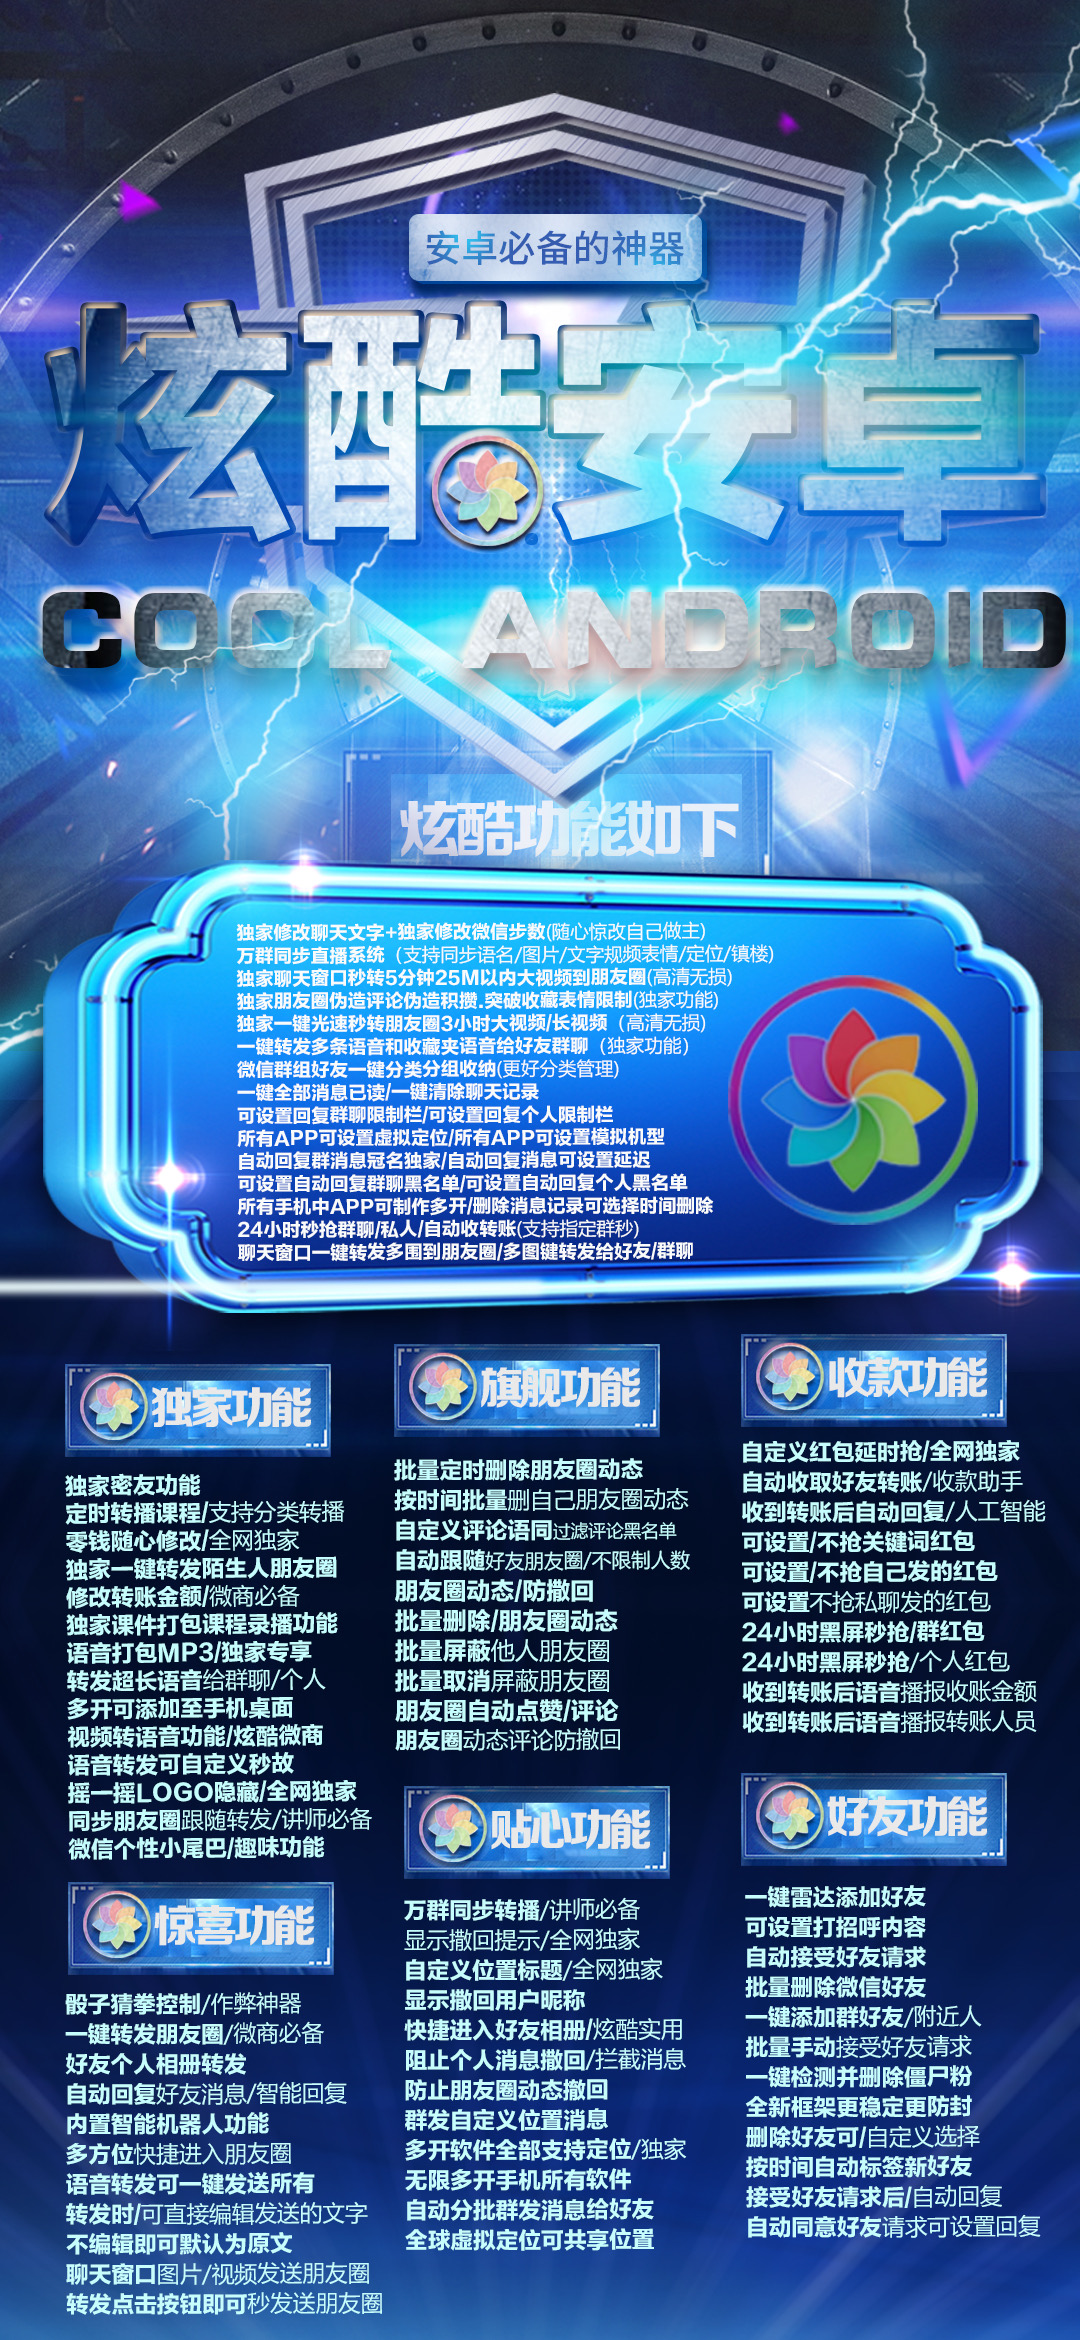 安卓必备的神器
炫酷安卓
COOL ANDROID
炫酷功能如下
独家修改聊天文字+独家修改微信步数(随心惊改自己做主)
万群同步直播系统（支持同步语名/图片/文字规频表情/定位/镇楼)
独家聊天窗口秒转5分钟25M以内大视频到朋友圈(高清无损)
独家朋友圈伪造评论伪造积攒.突破收藏表情限制(独家功能)
独家一键光速秒转朋友圈3小时大视频/长视频（高清无损)
一键转发多条语音和收藏夹语音给好友群聊（独家功能）
微信群组好友一键分类分组收纳(更好分类管理)
一键全部消息已读/一键清除聊天记录
可设置回复群聊限制栏/可设置回复个人限制栏
所有APP可设置虚拟定位/所有APP可设置模拟机型
自动回复群消息冠名独家/自动回复消息可设置延迟
可设置自动回复群聊黑名单/可设置自动回复个人黑名单
所有手机中APP可制作多开/删除消息记录可选择时间删除
24小时秒抢群聊/私人/自动收转账(支持指定群秒)
聊天窗口一键转发多围到朋友圈/多图键转发给好友/群聊
独家功能
独家密友功能
定时转播课程/支持分类转播
零钱随心修改/全网独家
独家一键转发陌生人朋友圈
修改转账金额/微商必备
独家课件打包课程录播功能
语音打包MP3/独家专享
转发超长语音给群聊/个人
多开可添加至手机桌面
视频转语音功能/炫酷微商
语音转发可自定义秒故
摇一摇LOGO隐藏/全网独家
同步朋友圈跟随转发/讲师必备
微信个性小尾巴/趣味功能
旗舰功能
批量定时删除朋友圈动态
按时间批量删自己朋友圈动态
自定义评论语同过滤评论黑名单
自动跟随好友朋友圈/不限制人数
朋友圈动态/防撤回
批量删除/朋友圈动态
批量屏蔽他人朋友圈
批量取消屏蔽朋友圈
朋友圈自动点赞/评论
朋友圈动态评论防撤回
收款功能
自定义红包延时抢/全网独家
自动收取好友转账/收款助手
收到转账后自动回复/人工智能
可设置/不抢关键词红包
可设置/不抢自己发的红包
可设置不抢私聊发的红包
24小时黑屏秒抢/群红包
24小时黑屏秒抢/个人红包
收到转账后语音播报收账金额
收到转账后语音播报转账人员
惊喜功能
骰子猜拳控制/作弊神器
一键转发朋友圈/微商必备
好友个人相册转发
自动回复好友消息/智能回复
内置智能机器人功能
多方位快捷进入朋友圈
语音转发可一键发送所有
转发时/可直接编辑发送的文字
不编辑即可默认为原文
聊天窗口图片/视频发送朋友圈
转发点击按钮即可秒发送朋友圈
贴心功能
万群同步转播/讲师必备
显示撤回提示/全网独家
自定义位置标题/全网独家
显示撤回用户昵称
快捷进入好友相册/炫酷实用
阻止个人消息撤回/拦截消息
防止朋友圈动态撤回
群发自定义位置消息
多开软件全部支持定位/独家
无限多开手机所有软件
自动分批群发消息给好友
全球虚拟定位可共享位置
好友功能
一键雷达添加好友
可设置打招呼内容
自动接受好友请求
批量删除微信好友
一键添加群好友/附近人
批量手动接受好友请求
一键检测并删除僵尸粉
全新框架更稳定更防封
删除好友可/自定义选择
按时间自动标签新好友
接受好友请求后/自动回复
自动同意好友请求可设置回复